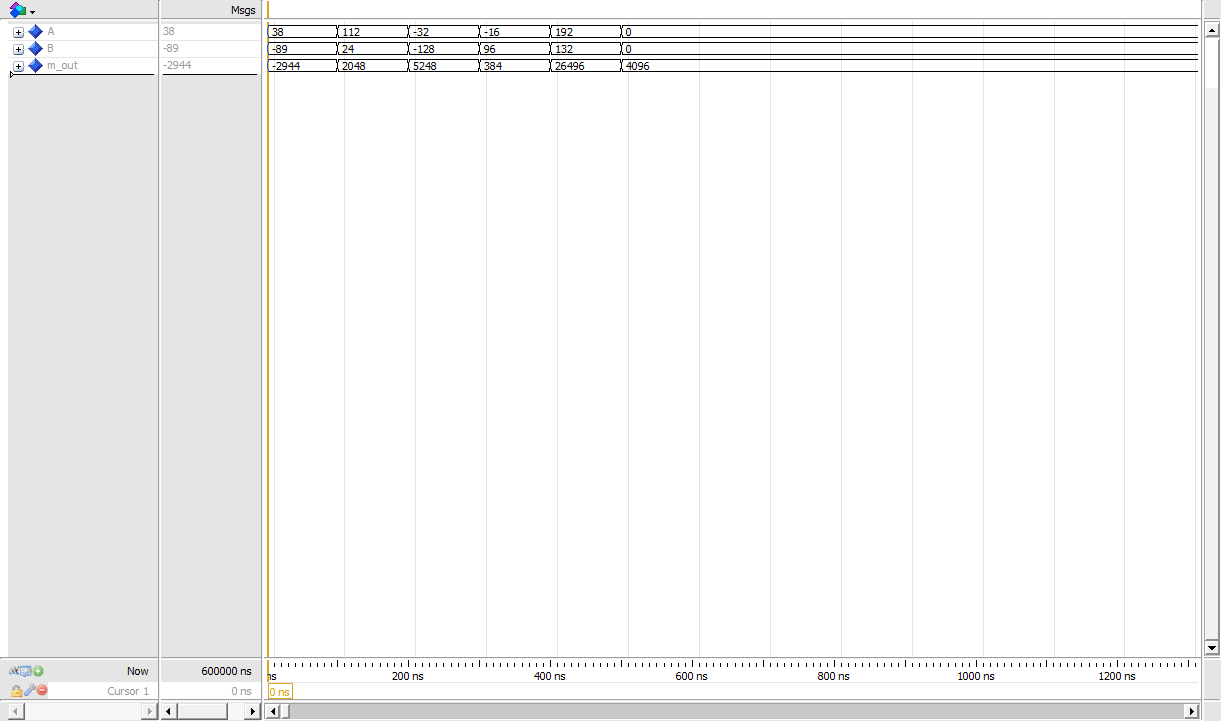 Msgs
A 38 38 112 -32 -16 192 0
B -89 -89 24 -128 96 132 0
m_out -2944 -2944 2048 5248 384 26496 4096
Now 600000 ns ns 200 ns 400 ns 600 ns 800 ns 1000 ns 1200 ns
Cursor 1 0 ns 0 ns